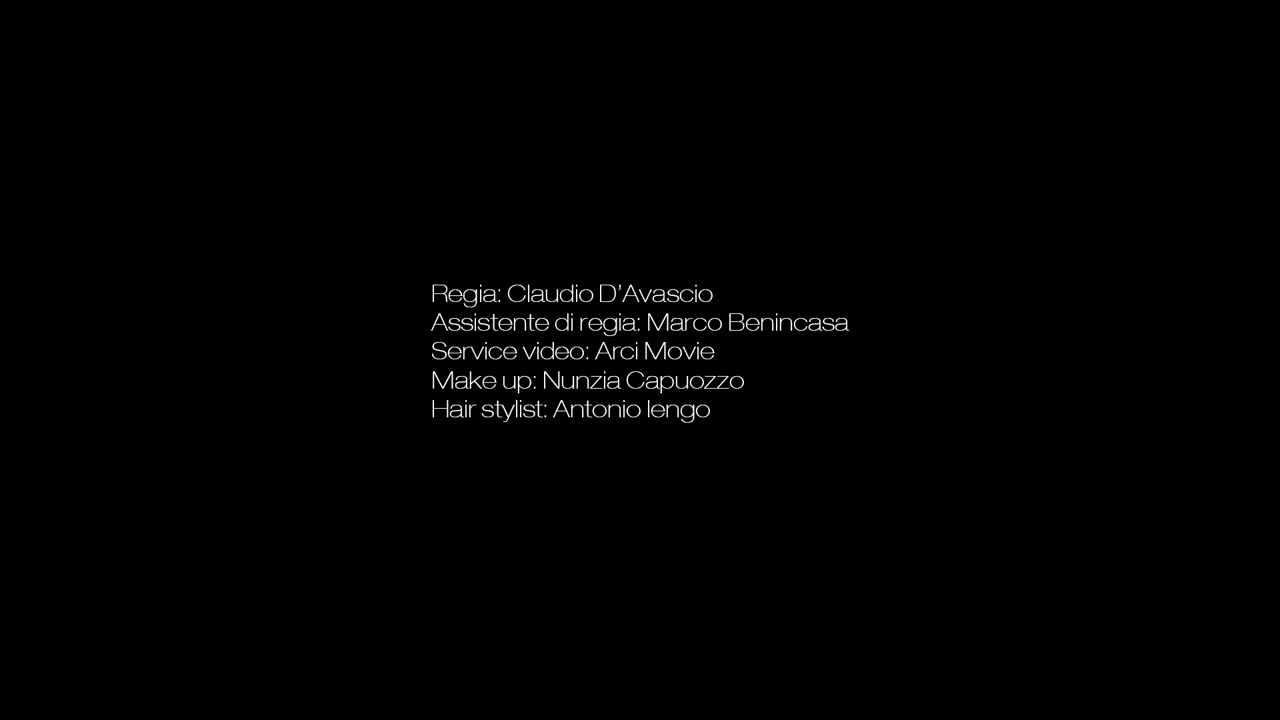 Regia: Claudio D’Avascio
Assistente di regia: Marco Benincasa
Service video: Arci Movie
Make up: Nunzia Capuozzo
Hair stylist: Antonio Iengo